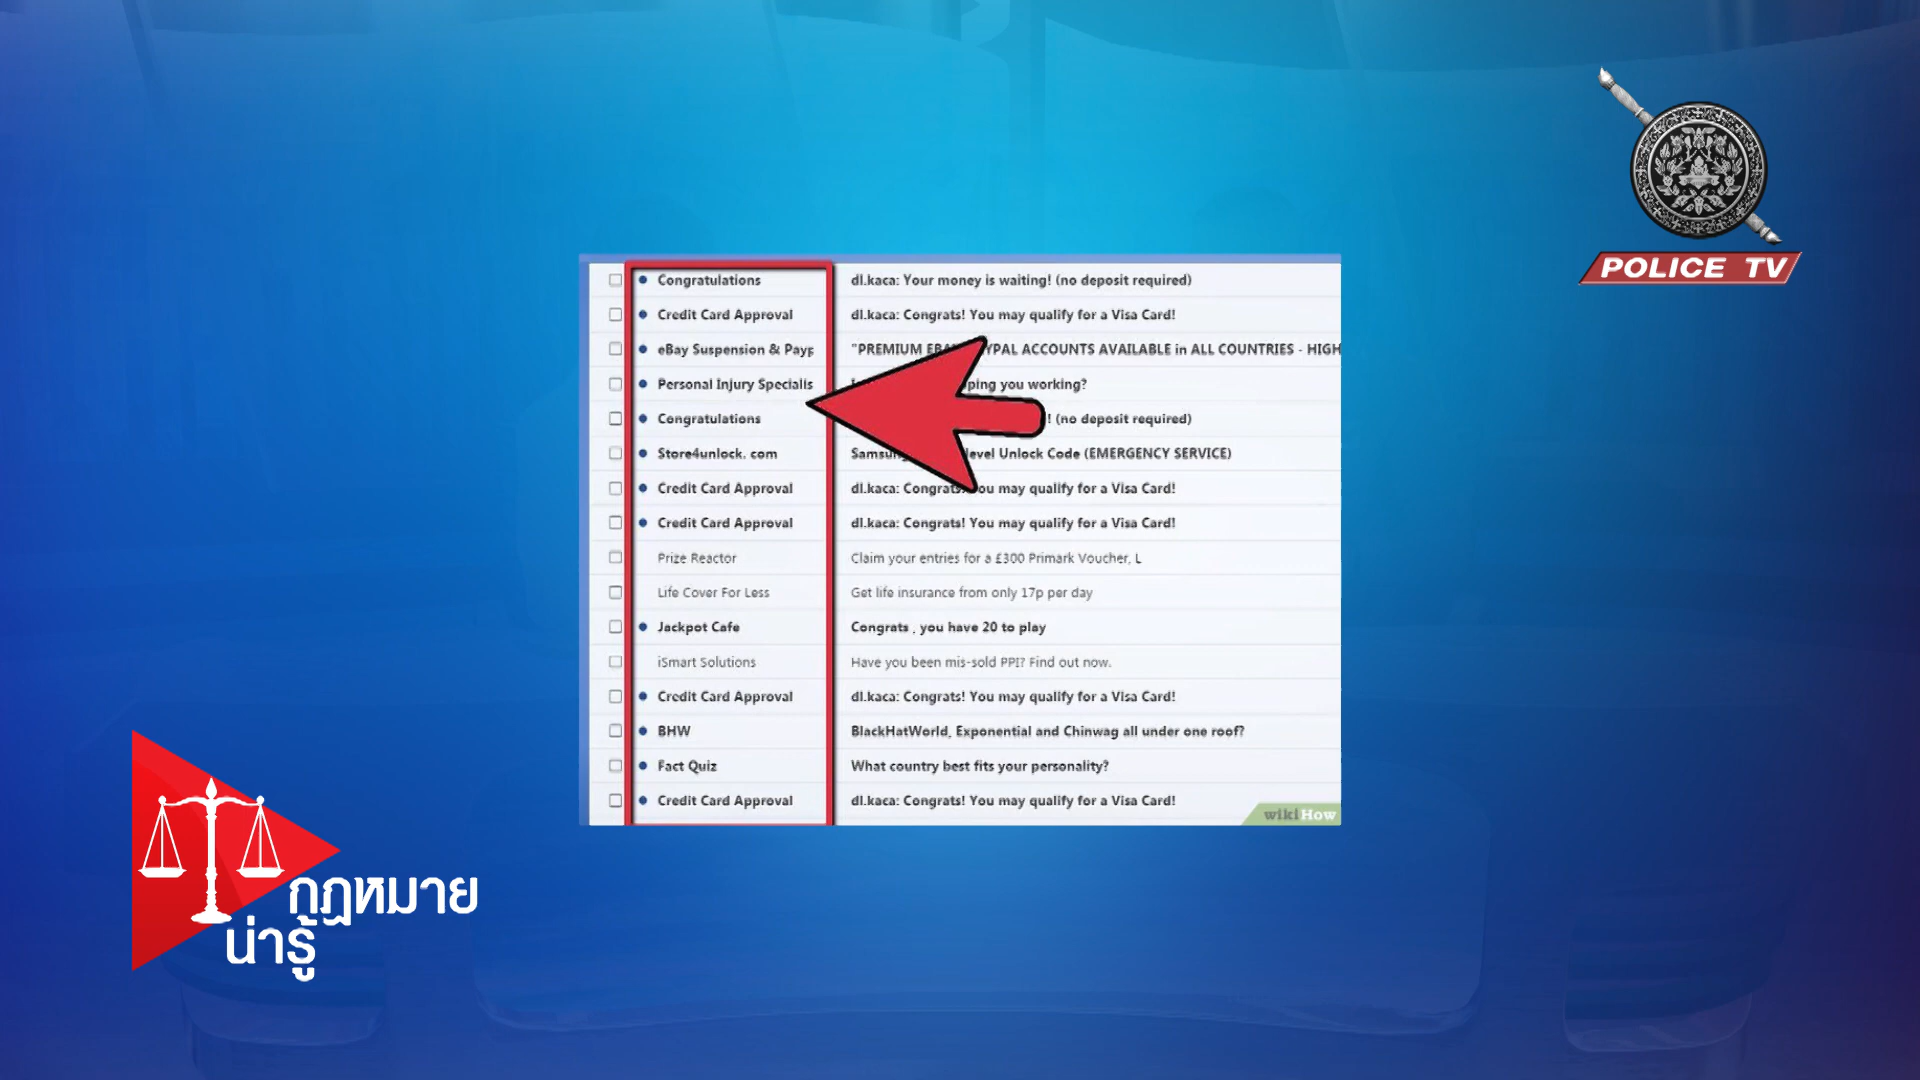 POLICE TV
Congratulations dl.kaca: Your money is waiting! (no deposit required)
Credit Card Approval dl.kaca: Congrats! You may qualify for a Visa Card!
eBay Suspension & Payp "PREMIUM YPAL ACCOUNTS AVAILABLE in ALL COUNTRIES - HIGH
Personal Injury Specialis you working?
Congratulations ! (no deposit required)
Store4unlock. com Unlock Code (EMERGENCY SERVICE)
Credit Card Approval dl.kaca: Congrats you may qualify for a Visa Card!
Credit Card Approval dl.kaca: Congrats! You may qualify for a Visa Card!
Prize Reactor Claim your entries for a £300 Primark Voucher, L
Life Cover For Less Get life insurance from only 17p per day
Jackpot Cafe Congrats , you have 20 to play
iSmart Solutions Have you been mis-sold PPI? Find out now.
Credit Card Approval dl.kaca: Congrats! You may qualify for a Visa Card!
BHW BlackHatWorld, Exponential and Chinwag all under one roof?
Fact Quiz What country best fits your personality?
Credit Card Approval dl.kaca: Congrats! You may qualify for a Visa Card!
wikiHow
กฎหมาย
น่ารู้